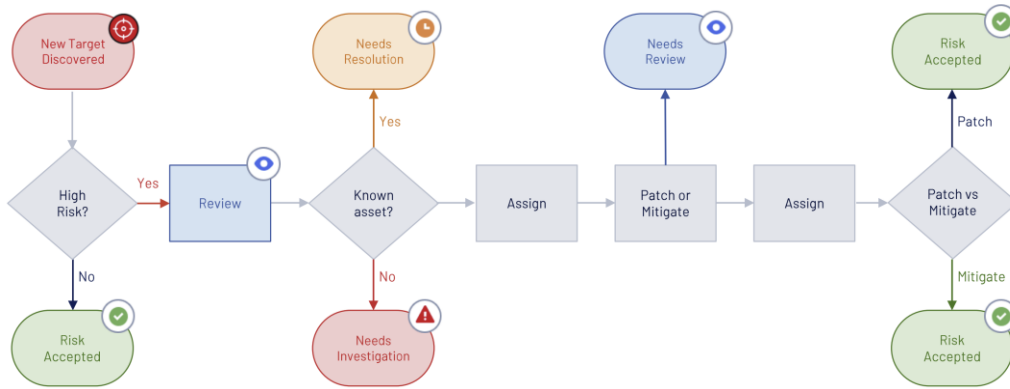 New Target
Discovered
Needs
Resolution
Needs
Review
Risk
Accepted
Yes
Patch
High
Risk?
Yes
Review
Known
asset?
Assign
Patch or
Mitigate
Assign
Patch vs
Mitigate
No
No
Mitigate
Risk
Accepted
Needs
Investigation
Risk
Accepted